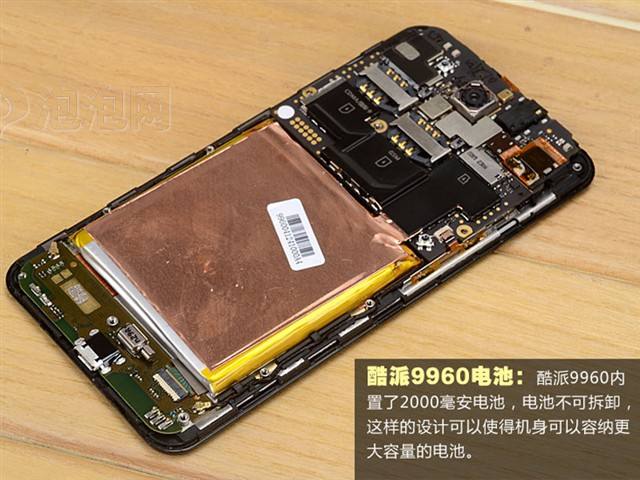 泡泡网
99600412410084
酷派9960电池：酷派9960内
置了2000毫安电池，电池不可拆卸，
这样的设计可以使得机身可以容纳更
大容量的电池。